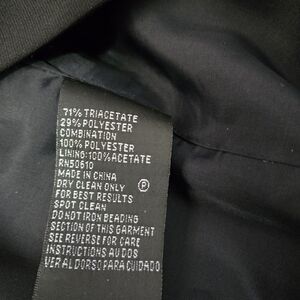 71% TRIACETATE
29% POLYESTER
COMBINATION
100% POLYESTER
LINING: 100% ACETATE
RN50610
MADE IN CHINA
DRY CLEAN ONLY
P
FOR BEST RESULTS
SPOT CLEAN
DO NOT IRON BEADING
SECTION OF THIS GARMENT
SEE REVERSE FOR CARE
INSTRUCTIONS AU DOS
VER AL DORSO PARA CUIDADO